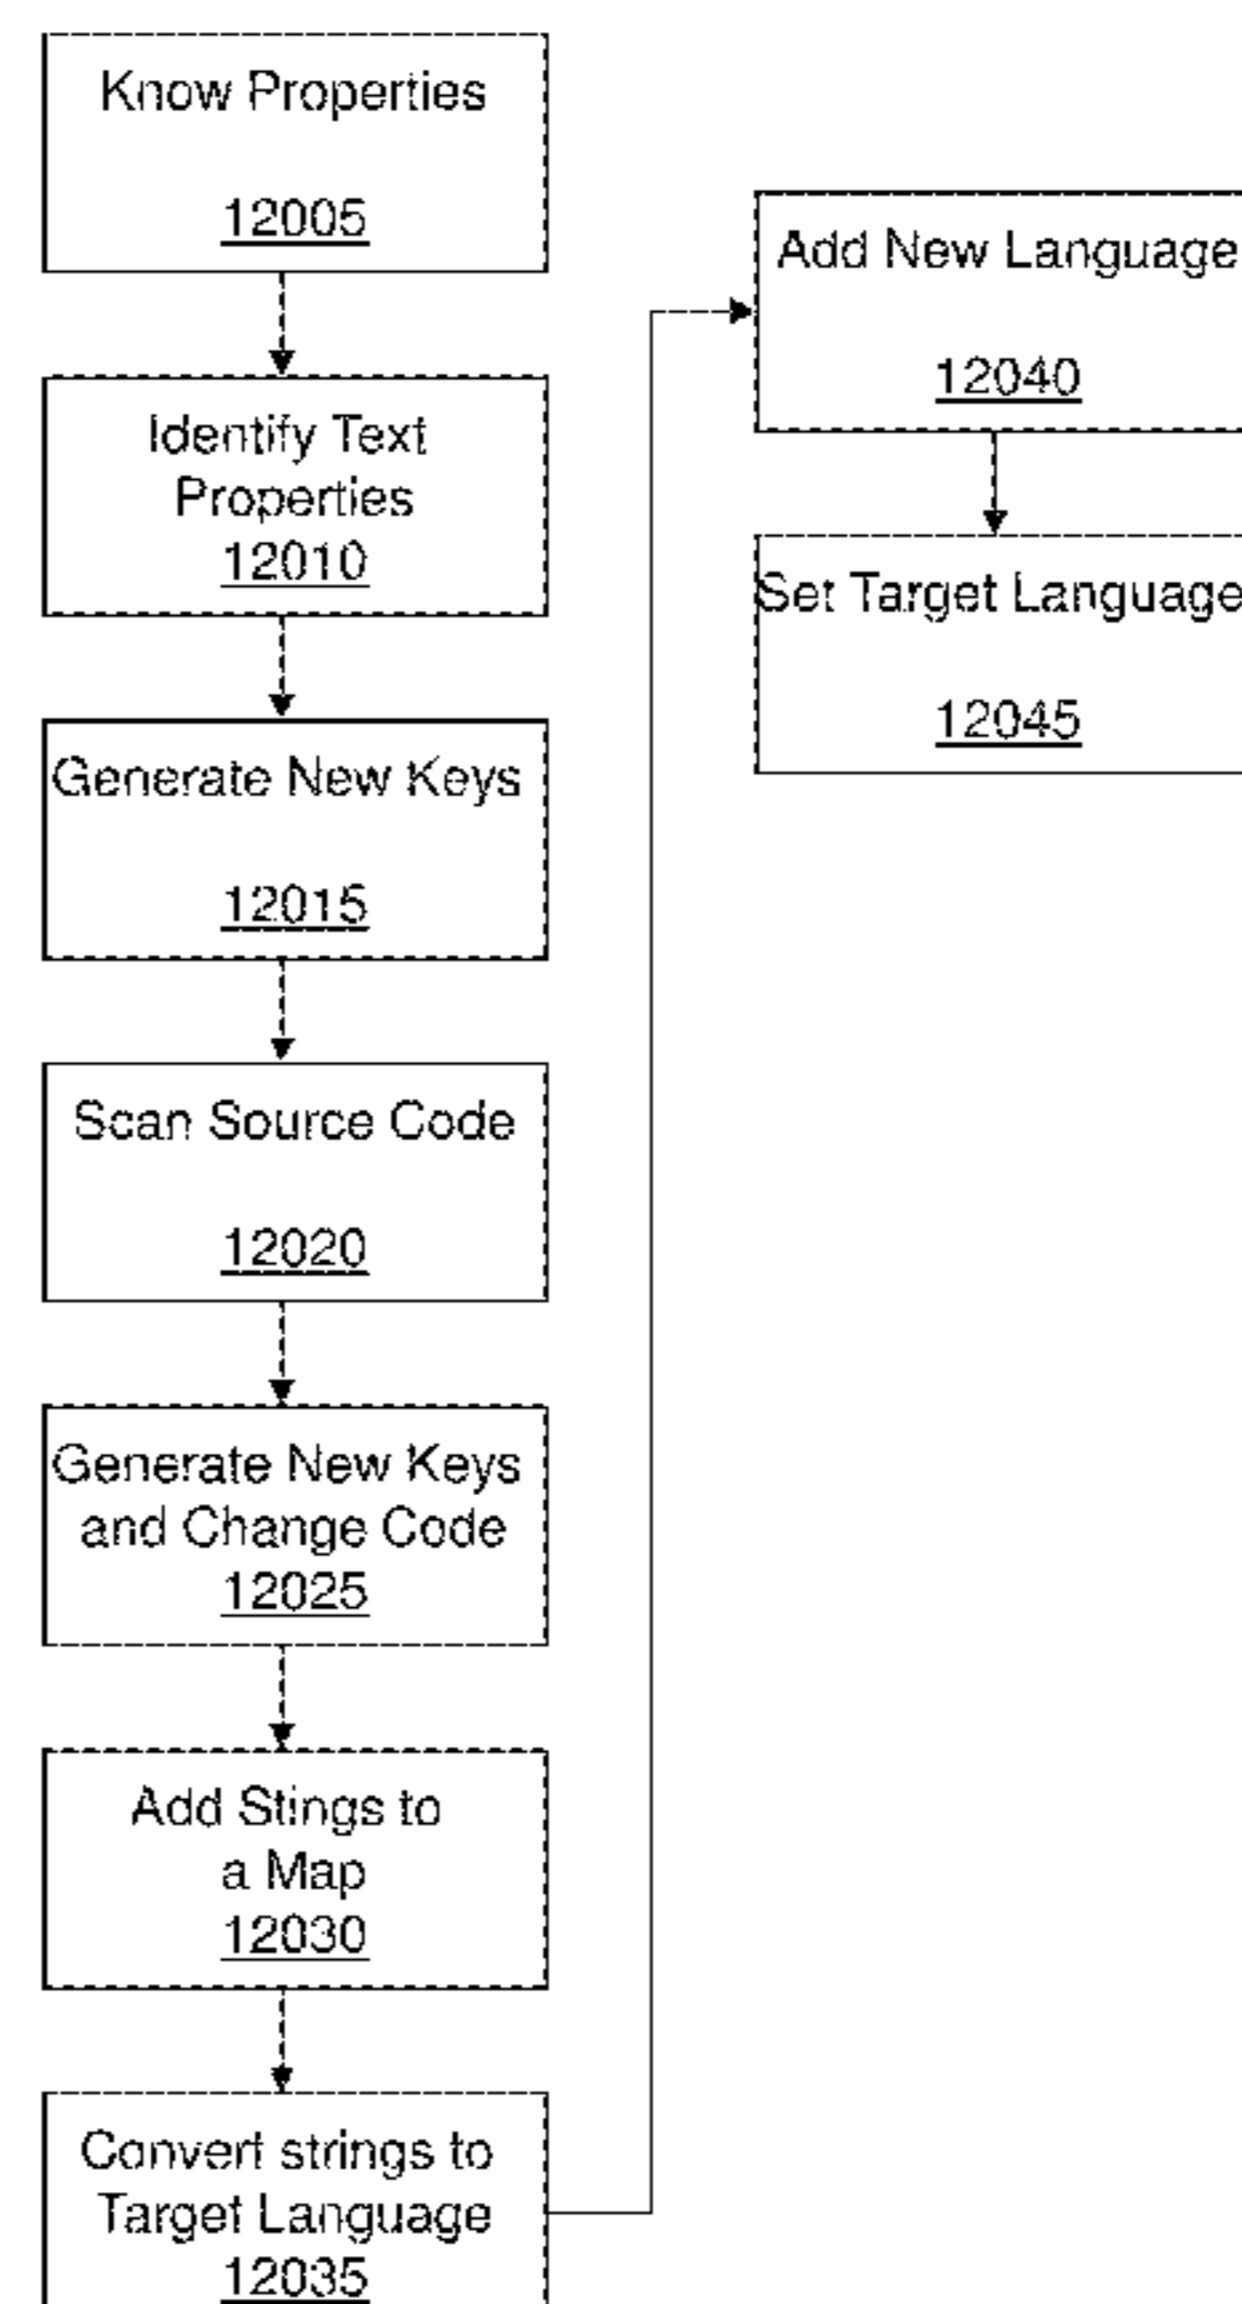 Know Properties
12005
Identify Text
Properties
12010
Generate New Keys
12015
Scan Source Code
12020
Generate New Keys
and Change Code
12025
Add Stings to
a Map
12030
Convert strings to
Target Language
12035
Add New Language
12040
Set Target Language
12045